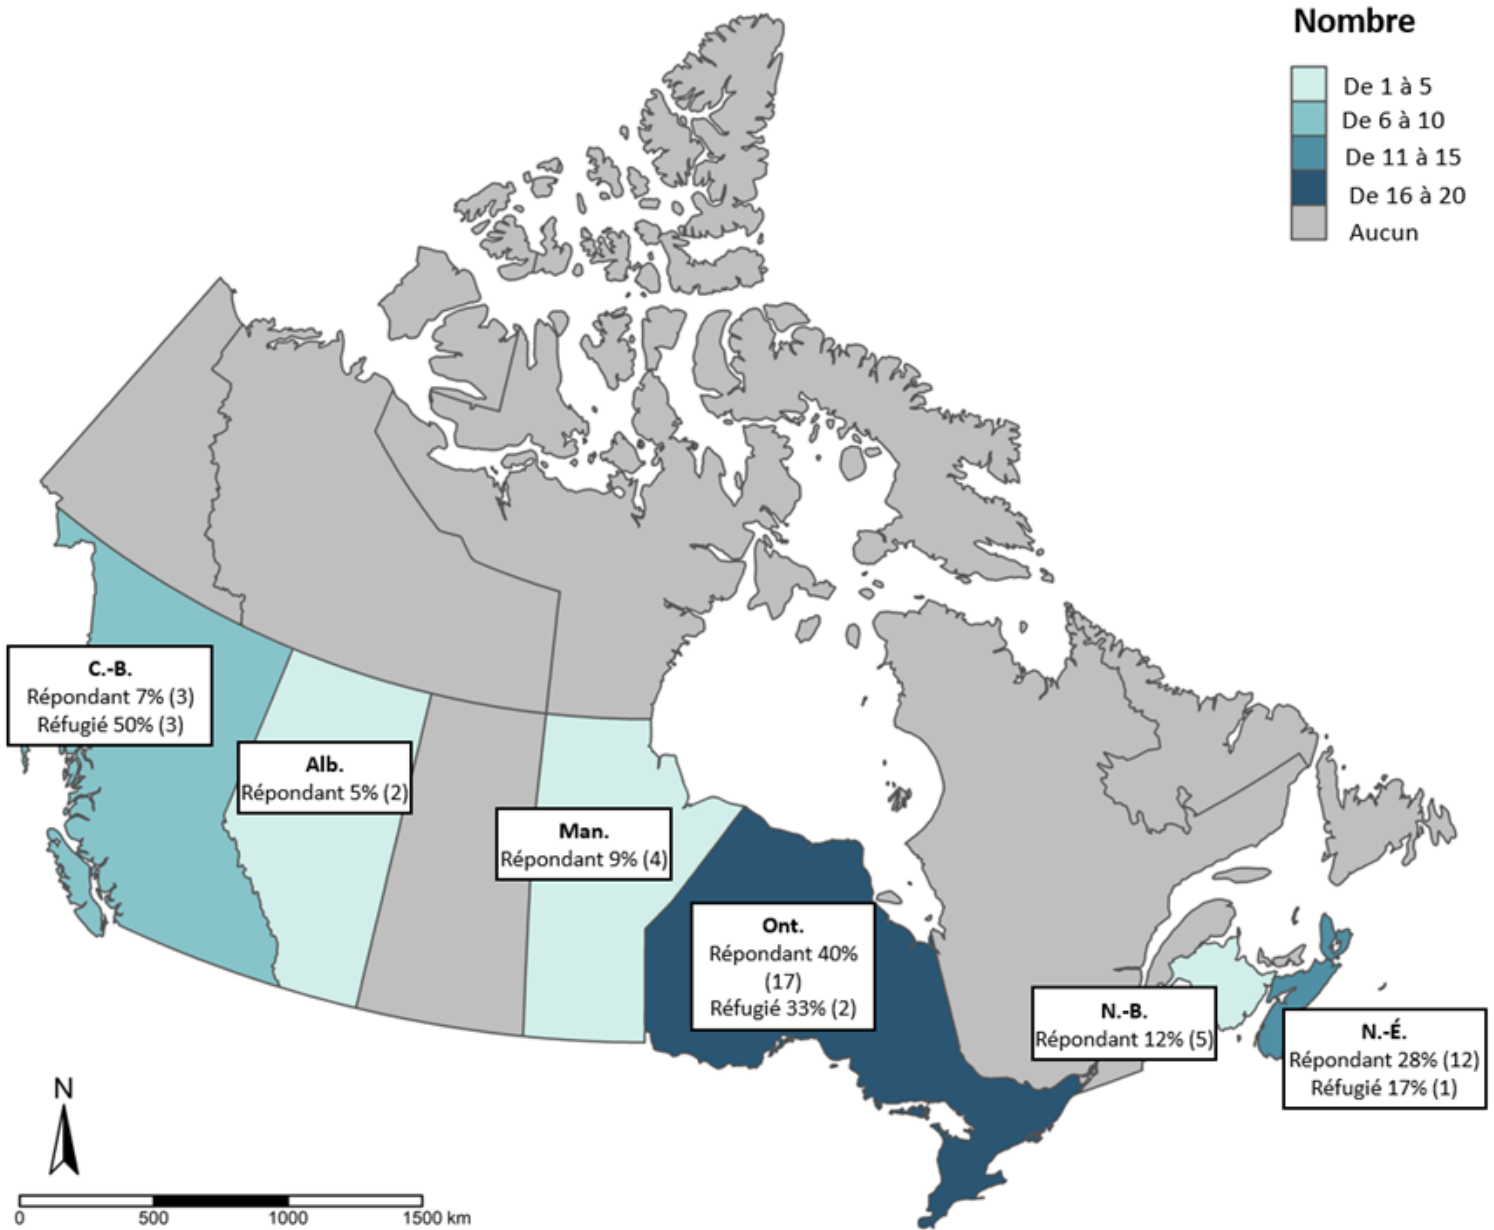 Nombre
De 1 à 5
De 6 à 10
De 11 à 15
De 16 à 20
Aucun
C.-B.
Répondant 7% (3)
Réfugié 50% (3)
Alb.
Répondant 5% (2)
Man.
Répondant 9% (4)
Ont.
Répondant 40%
(17)
Réfugié 33% (2)
N.-B.
Répondant 12% (5)
N.-É.
Répondant 28% (12)
Réfugié 17% (1)
N
0 500 1000 1500 km